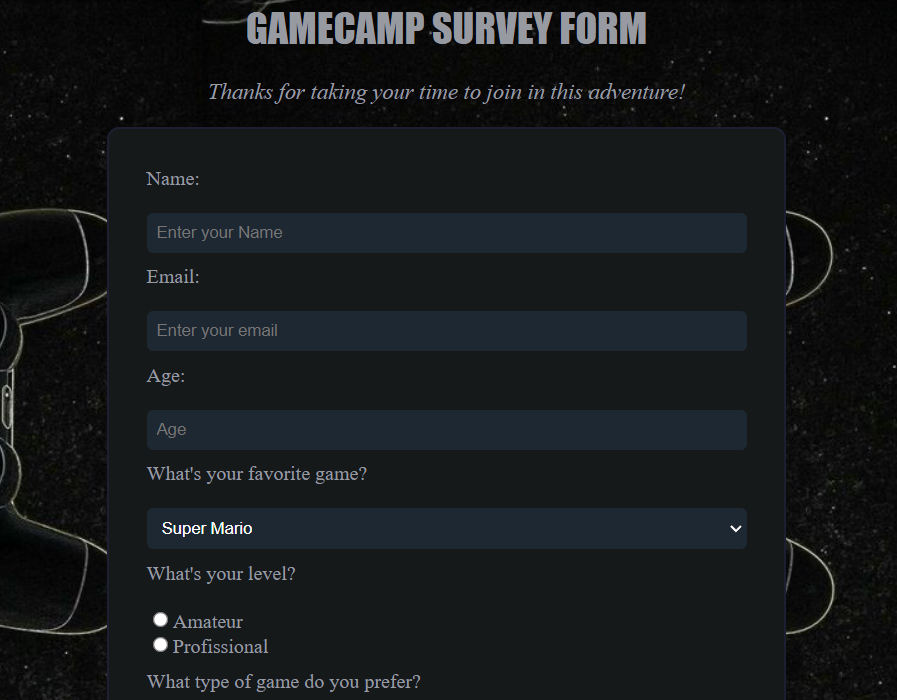 GAMECAMP SURVEY FORM
Thanks for taking your time to join in this adventure!
Name:
Enter your Name
Email:
Enter your email
Age:
Age
What's your favorite game?
Super Mario
What's your level?
Amateur
Profissional
What type of game do you prefer?